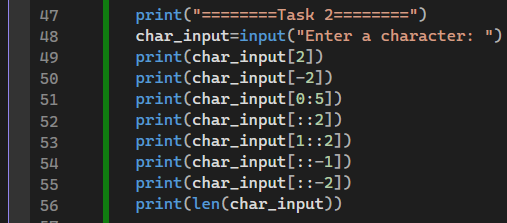 47 print("========Task 2========")
48 char_input=input("Enter a character: ")
49 print(char_input[2])
50 print(char_input[-2])
51 print(char_input[0:5])
52 print(char_input[::2])
53 print(char_input[1::2])
54 print(char_input[::-1])
55 print(char_input[::-2])
56 print(len(char_input))